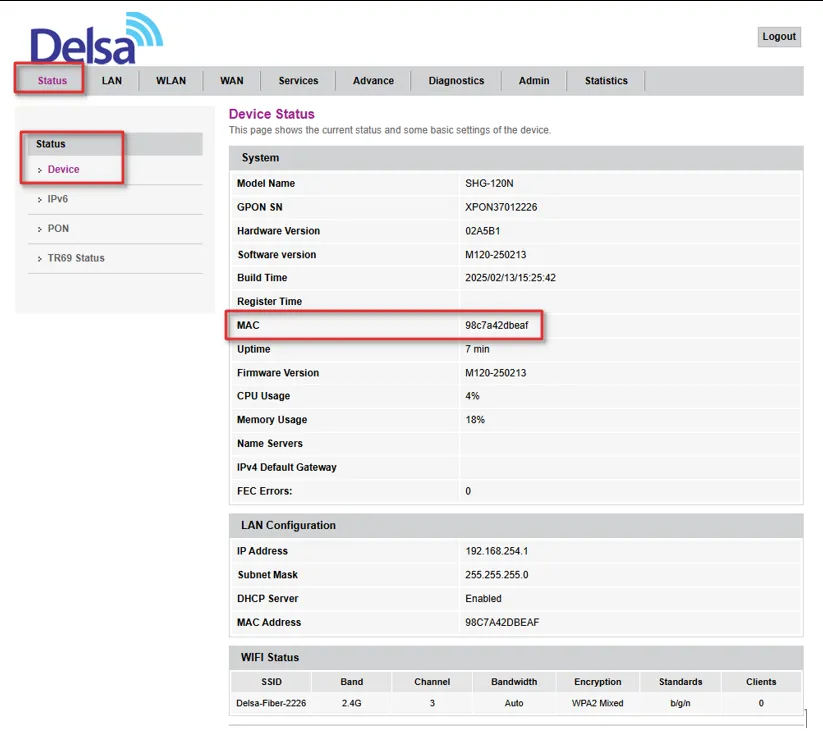 Delsa
Logout
Status LAN WLAN WAN Services Advance Diagnostics Admin Statistics
Status
Device
IPv6
PON
TR69 Status
Device Status
This page shows the current status and some basic settings of the device.
System
Model Name SHG-120N
GPON SN XPON37012226
Hardware Version 02A5B1
Software version M120-250213
Build Time 2025/02/13/15:25:42
Register Time
MAC 98c7a42dbeaf
Uptime 7 min
Firmware Version M120-250213
CPU Usage 4%
Memory Usage 18%
Name Servers
IPv4 Default Gateway
FEC Errors: 0
LAN Configuration
IP Address 192.168.254.1
Subnet Mask 255.255.255.0
DHCP Server Enabled
MAC Address 98C7A42DBEAF
WIFI Status
SSID Band Channel Bandwidth Encryption Standards Clients
Delsa-Fiber-2226 2.4G 3 Auto WPA2 Mixed b/g/n 0